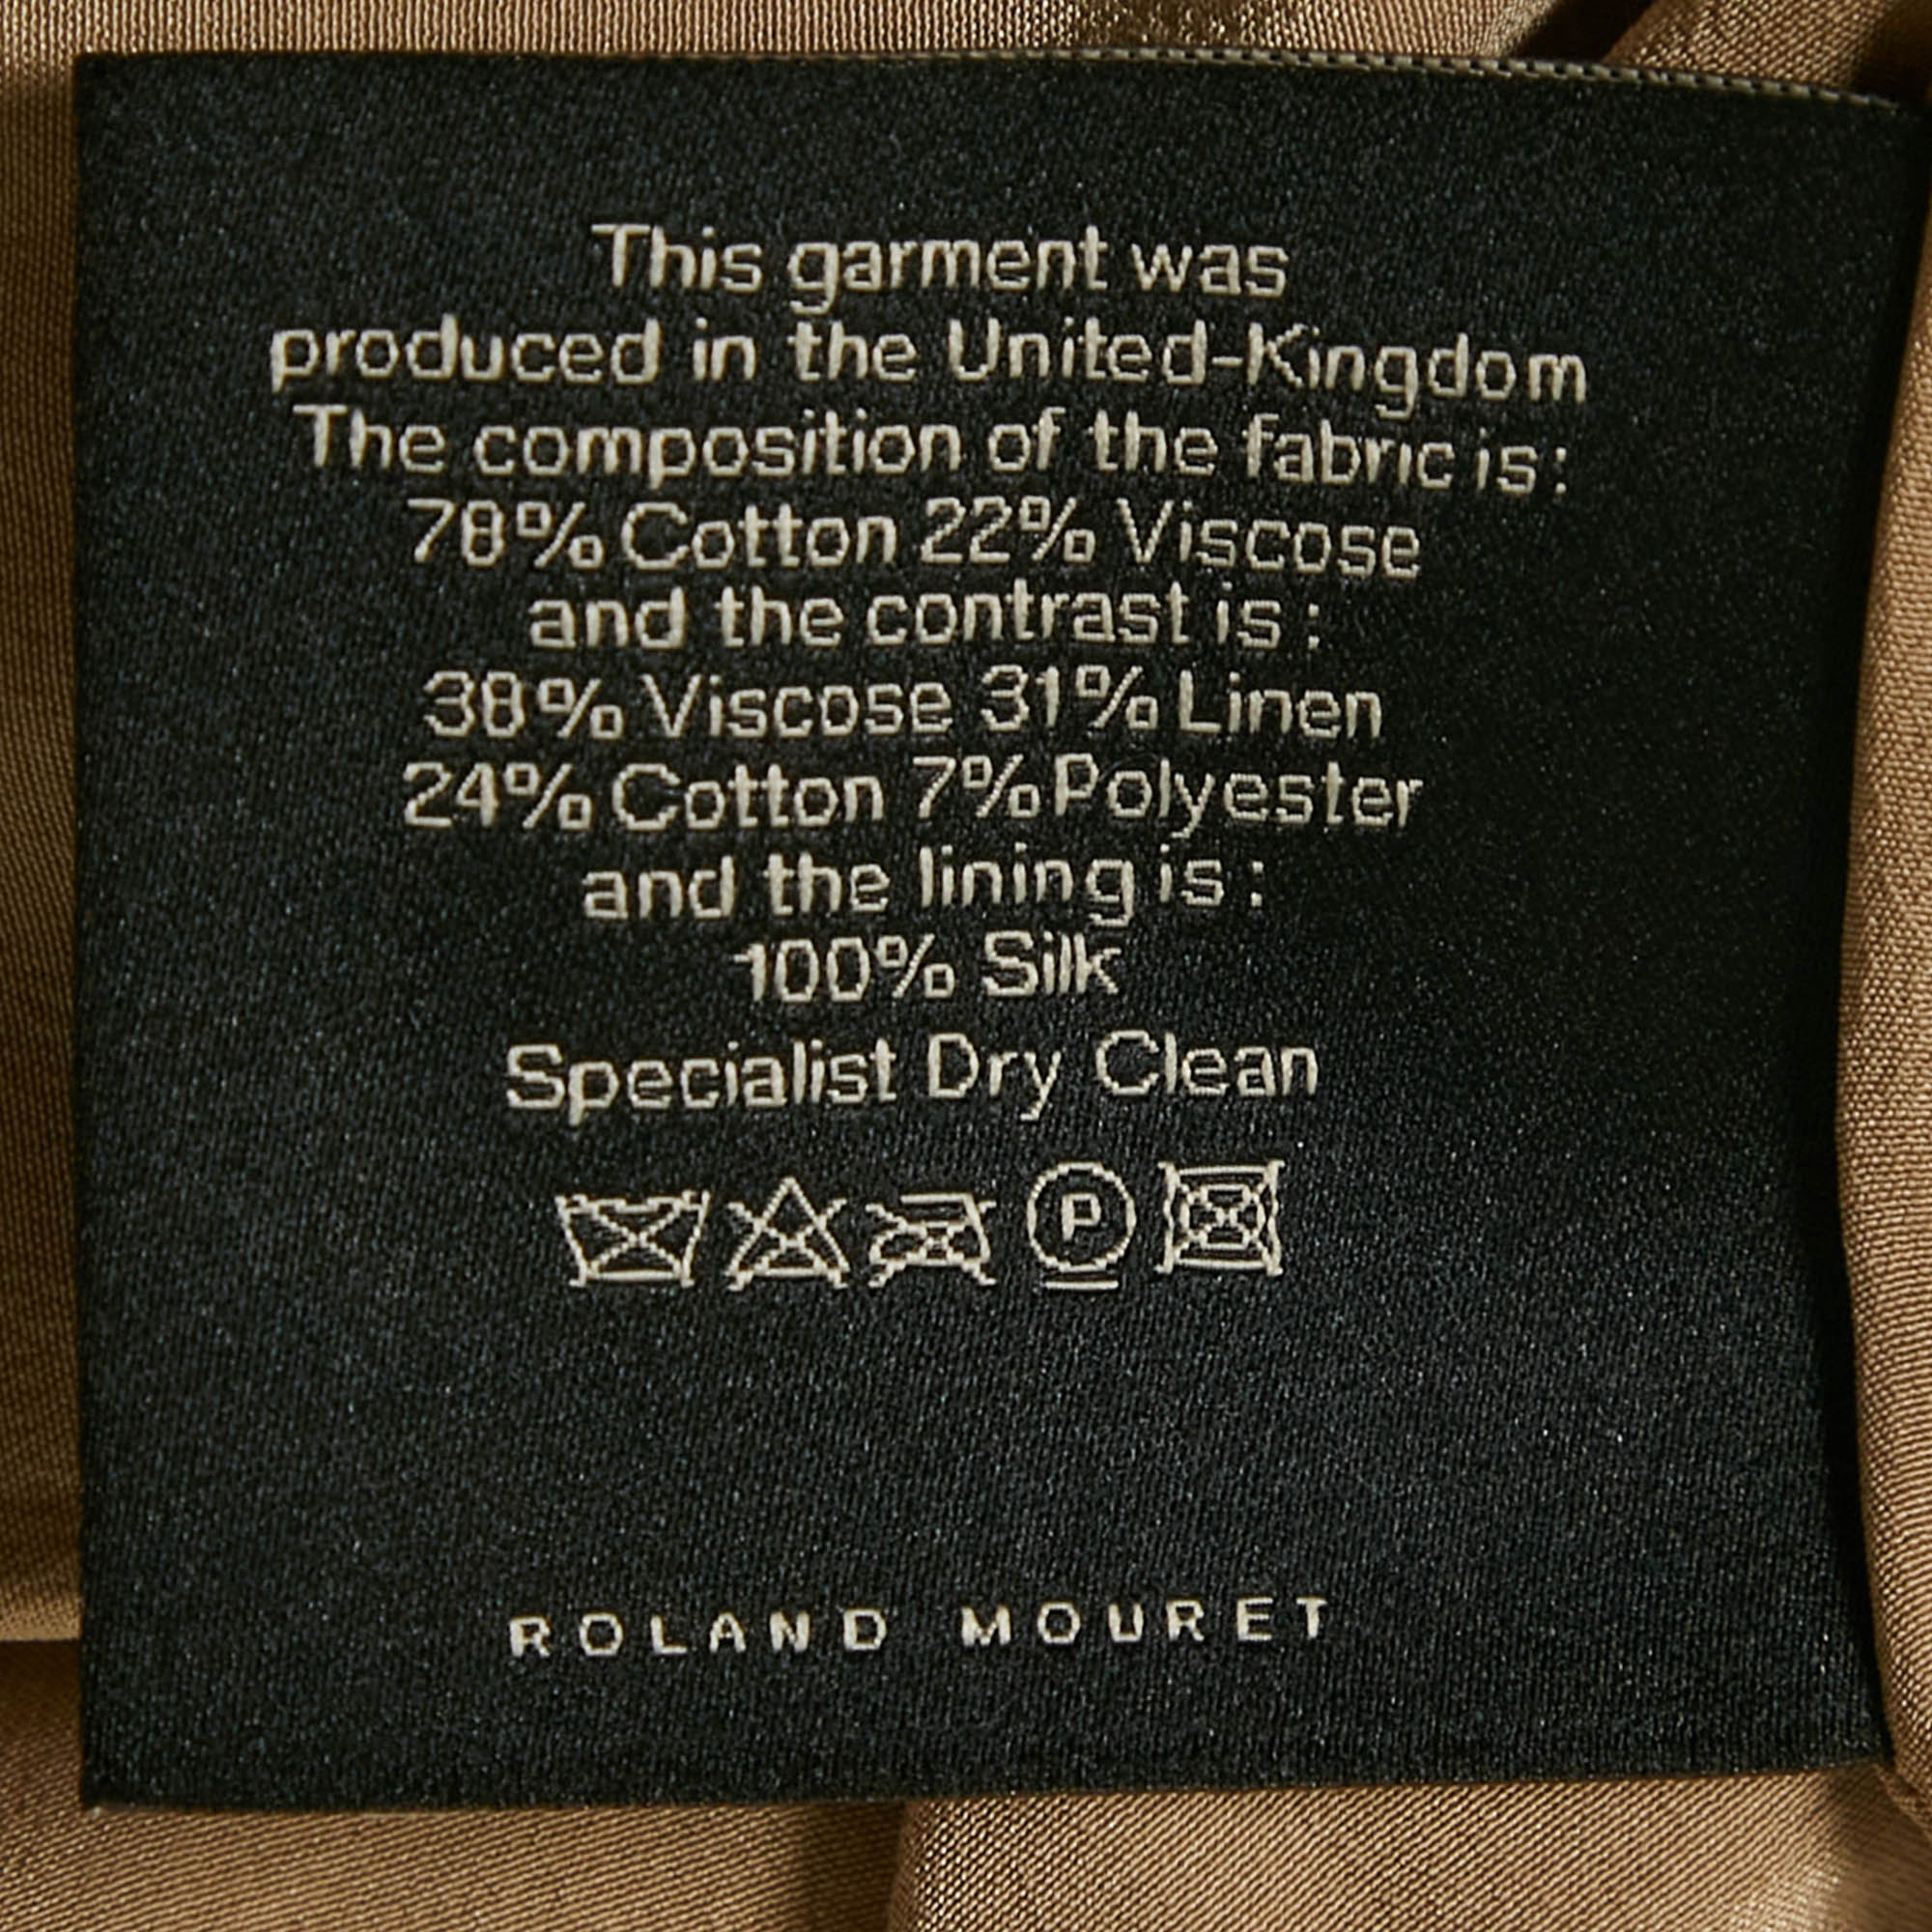 This garment was
produced in the United-Kingdom
The composition of the fabric is:
78% Cotton 22% Viscose
and the contrast is :
38% Viscose 31% Linen
24% Cotton 7% Polyester
and the lining is :
100% Silk
Specialist Dry Clean
P
ROLAND MOURET